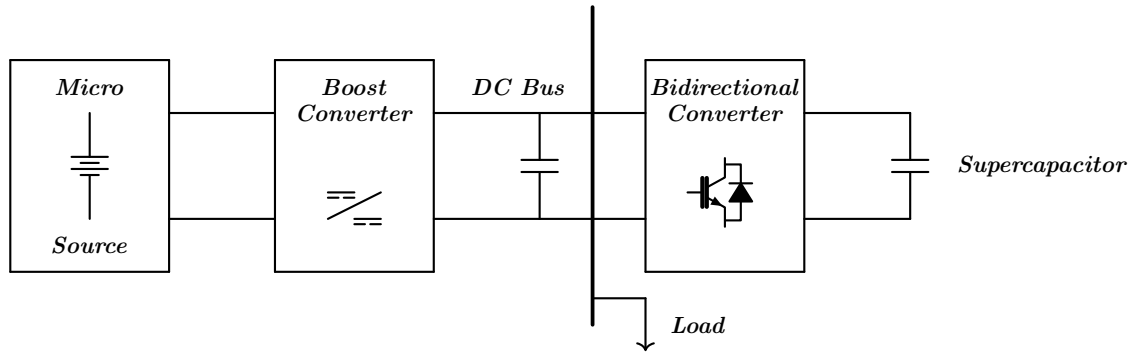 Micro
Source
Boost
Converter
DC Bus
Bidirectional
Converter
Supercapacitor
Load